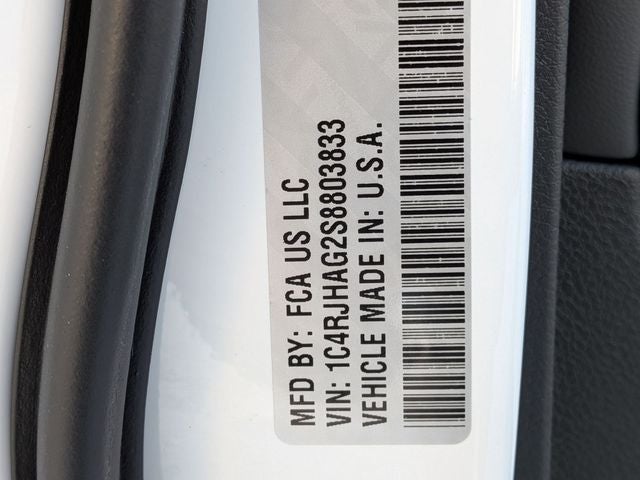 MFD BY: FCA US LLC
VIN: 1C4RJHAG2S8803833
VEHICLE MADE IN: U.S.A.